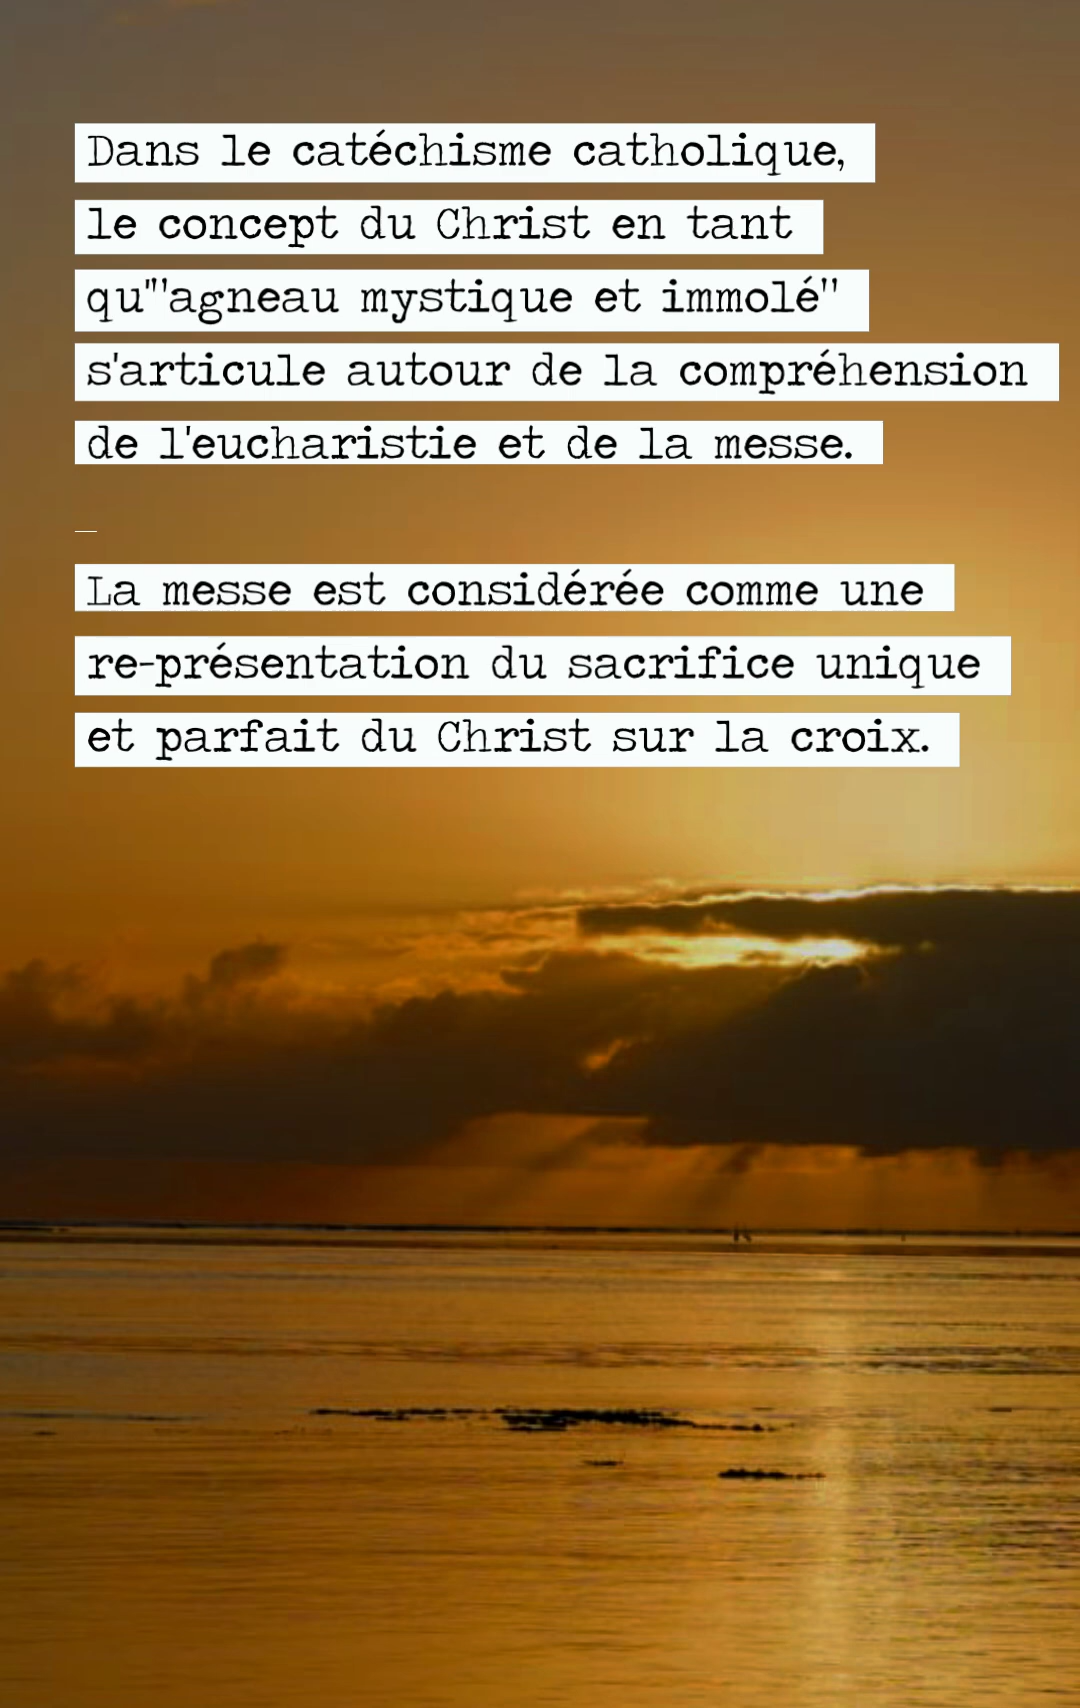 Dans le catéchisme catholique,
le concept du Christ en tant
qu'"agneau mystique et immolé"
s'articule autour de la compréhension
de l'eucharistie et de la messe.
La messe est considérée comme une
re-présentation du sacrifice unique
et parfait du Christ sur la croix.